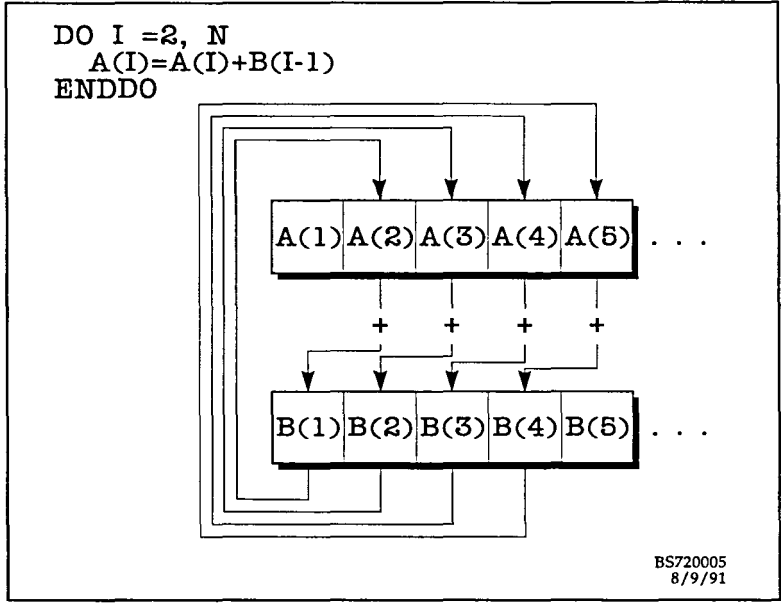 DO I =2, N
A(I)=A(I)+B(I-1)
ENDDO
A(1) A(2) A(3) A(4) A(5) . . .
+ + + +
B(1) B(2) B(3) B(4) B(5) . . .
BS720005
8/9/91